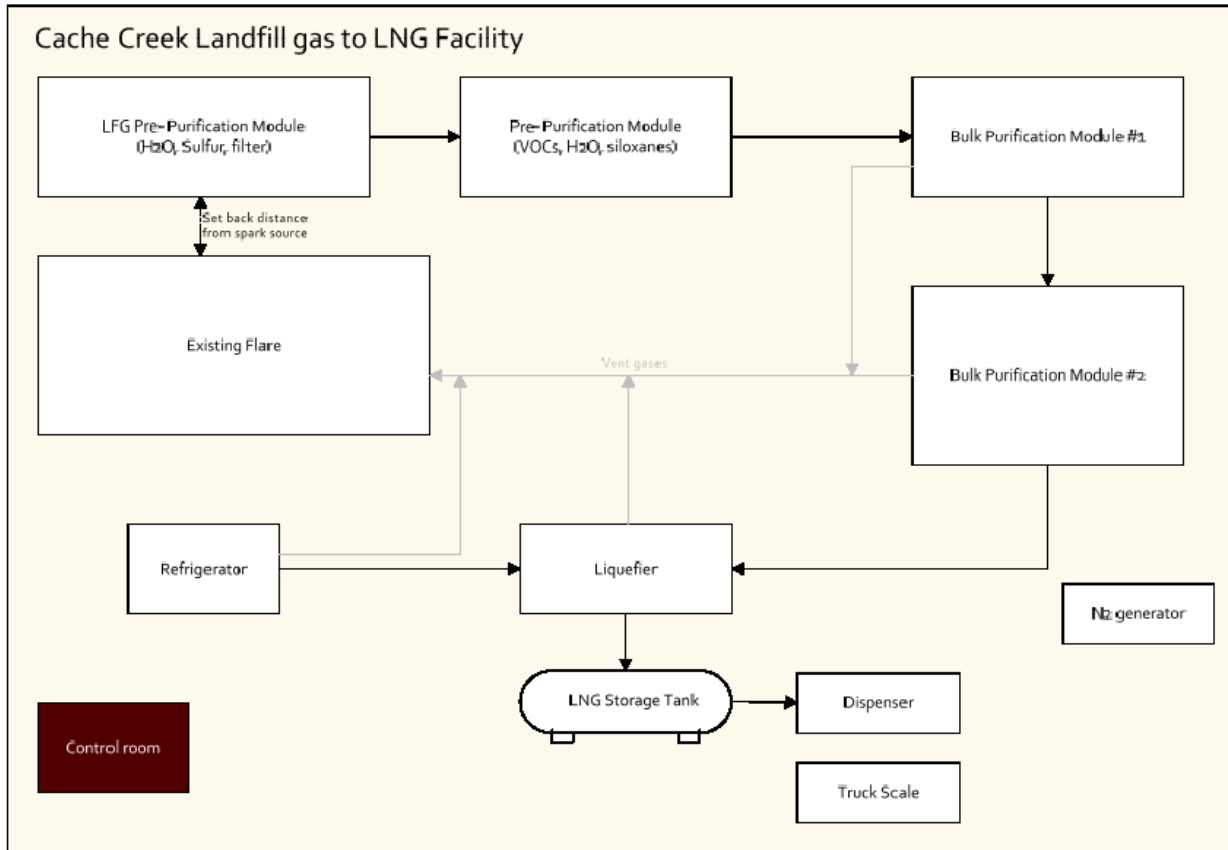 Cache Creek Landfill gas to LNG Facility
LFG Pre-Purification Module
(H2O, Sulfur, filter)
Pre-Purification Module
(VOCs, H2O, siloxanes)
Bulk Purification Module #1
Set back distance
from spark source
Existing Flare
Vent gases
Bulk Purification Module #2
Refrigerator
Liquefier
N2 generator
LNG Storage Tank
Dispenser
Control room
Truck Scale